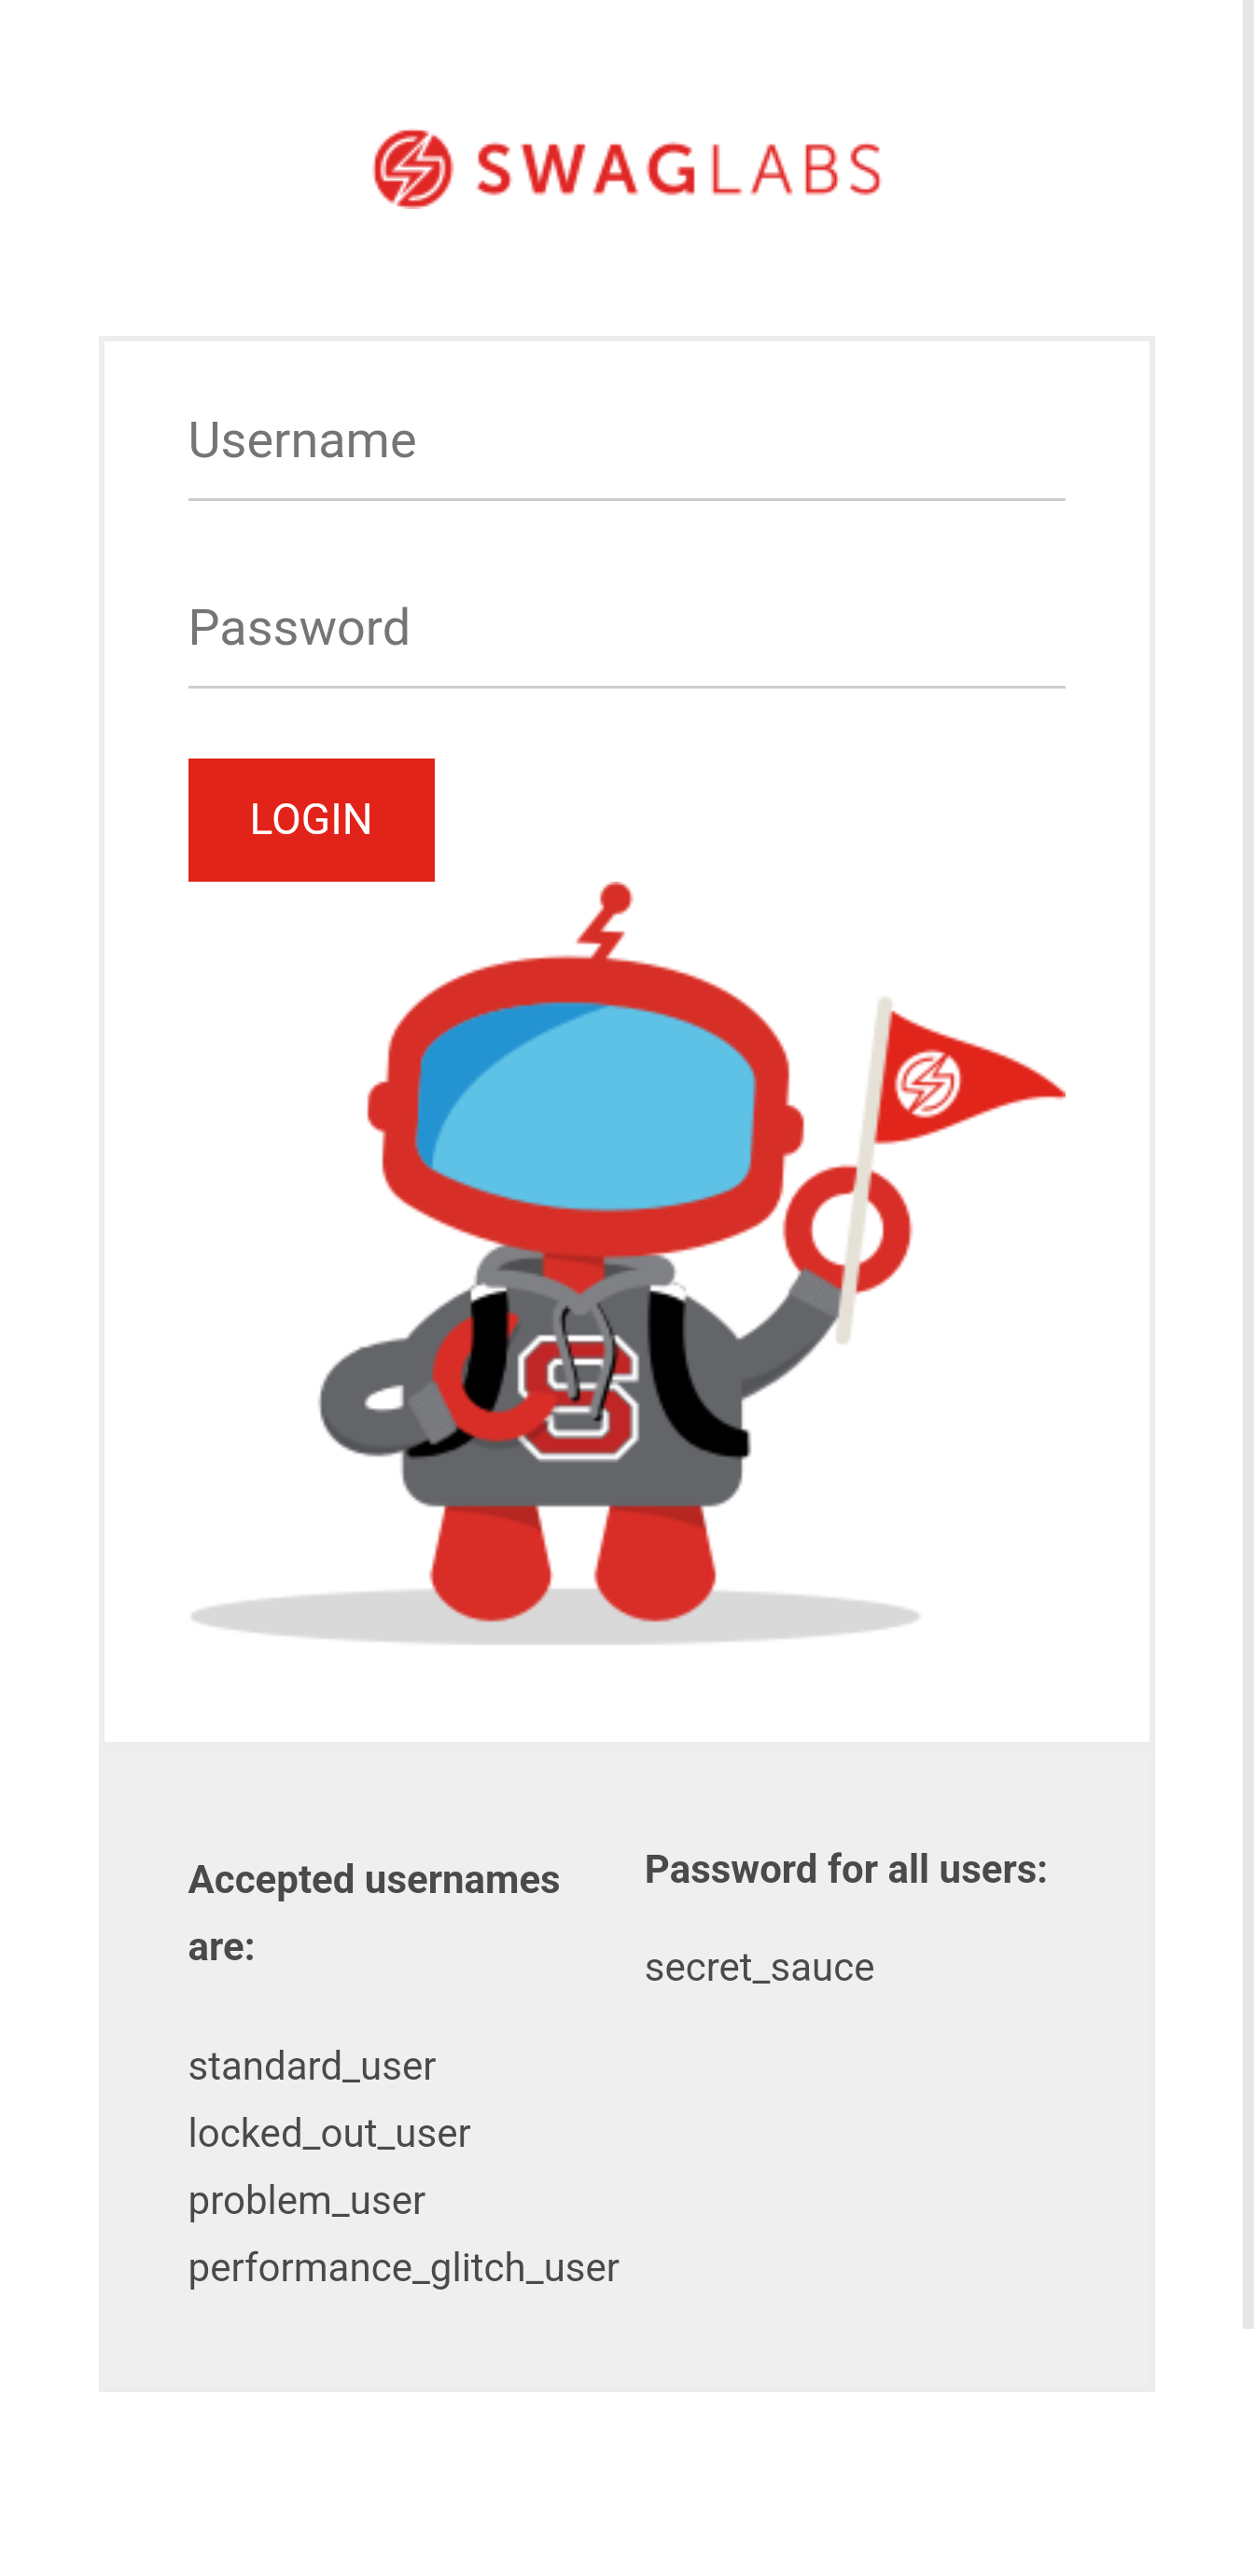 SWAGLABS
Username
Password
LOGIN
S
Accepted usernames
are:
standard_user
locked_out_user
problem_user
performance_glitch_user
Password for all users:
secret_sauce